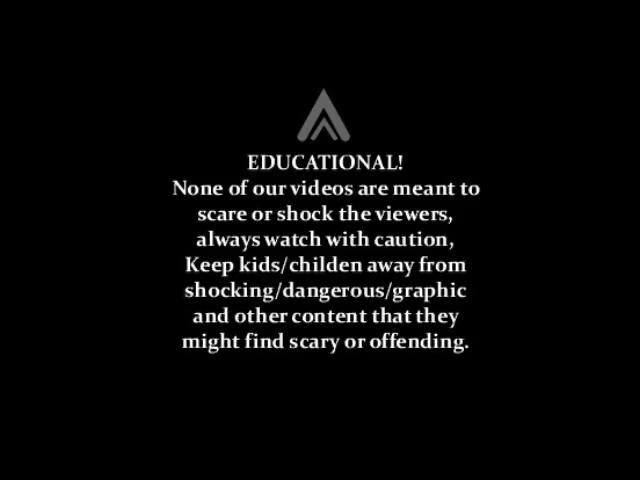 EDUCATIONAL!
None of our videos are meant to
scare or shock the viewers,
always watch with caution,
Keep kids/childen away from
shocking/dangerous/graphic
and other content that they
might find scary or offending.